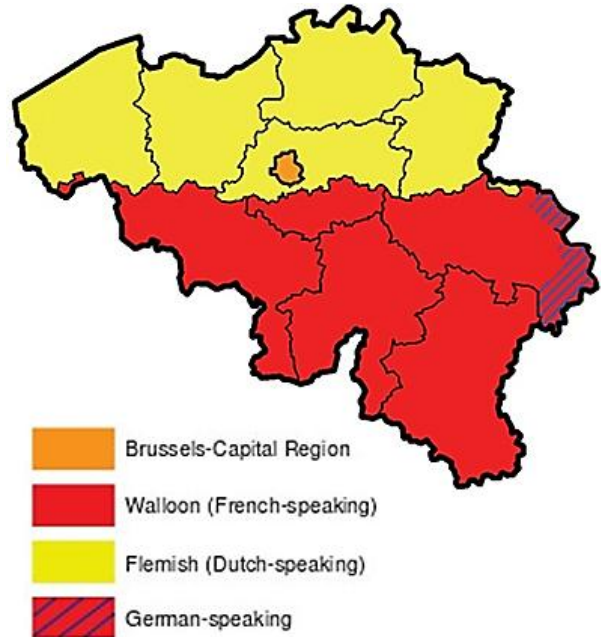 Brussels-Capital Region
Walloon (French-speaking)
Flemish (Dutch-speaking)
German-speaking